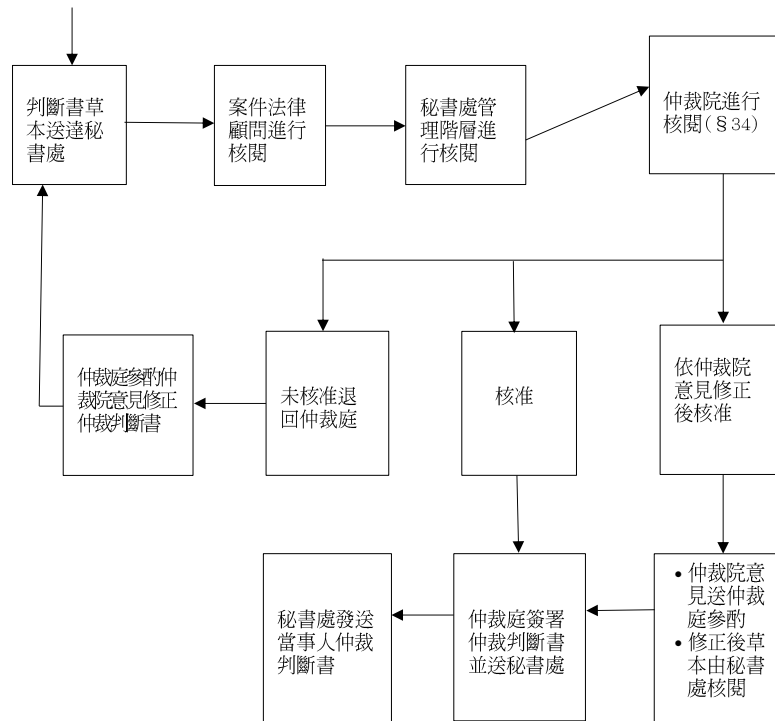 判斷書草
本送達秘
書處
案件法律
顧問進行
核閱
秘書處管
理階層進
行核閱
仲裁院進行
核閱(§34)
仲裁庭參酌仲
裁院意見修正
仲裁判斷書
未核准退
回仲裁庭
核准
依仲裁院
意見修正
後核准
秘書處發送
當事人仲裁
判斷書
仲裁庭簽署
仲裁判斷書
並送秘書處
• 仲裁院意
見送仲裁
庭參酌
• 修正後草
本由秘書
處核閱